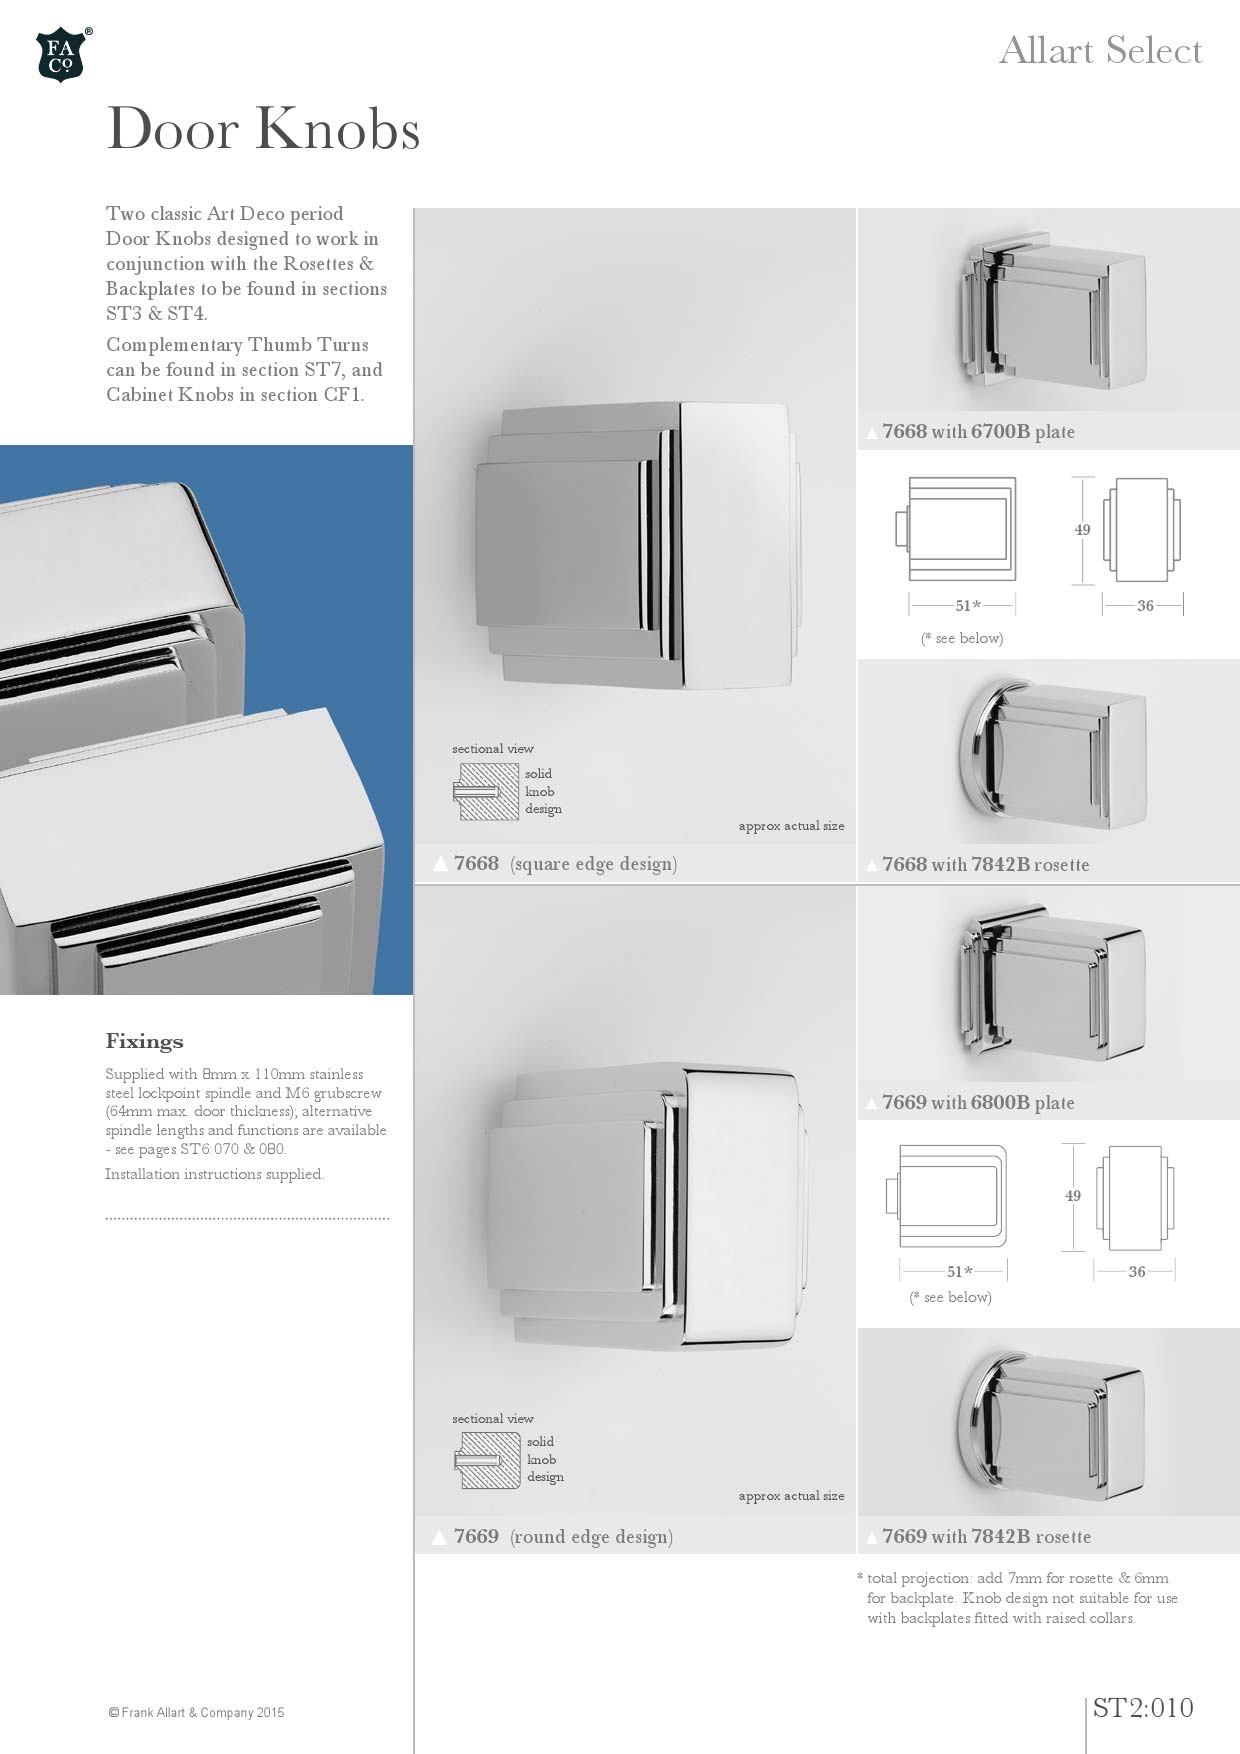 FA
Co.
®
Allart Select
Door Knobs
Two classic Art Deco period
Door Knobs designed to work in
conjunction with the Rosettes &
Backplates to be found in sections
ST3 & ST4.
Complementary Thumb Turns
can be found in section ST7, and
Cabinet Knobs in section CF1.
Fixings
Supplied with 8mm x 110mm stainless
steel lockpoint spindle and M6 grubscrew
(64mm max. door thickness); alternative
spindle lengths and functions are available
- see pages ST6:070 & 080.
Installation instructions supplied.
sectional view
solid
knob
design
approx actual size
7668 (square edge design)
7668 with 6700B plate
49
51*
36
(* see below)
7668 with 7842B rosette
sectional view
solid
knob
design
approx actual size
7669 (round edge design)
7669 with 6800B plate
49
51*
36
(* see below)
7669 with 7842B rosette
* total projection: add 7mm for rosette & 6mm
for backplate. Knob design not suitable for use
with backplates fitted with raised collars.
© Frank Allart & Company 2015
ST2:010